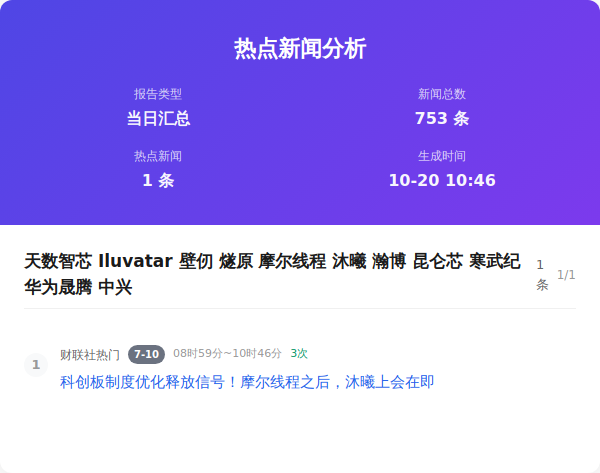 热点新闻分析
报告类型
当日汇总
新闻总数
753 条
热点新闻
1 条
生成时间
10-20 10:46
天数智芯 Iluvatar 壁仞 燧原 摩尔线程 沐曦 瀚博 昆仑芯 寒武纪
华为晟腾 中兴
1
条
1/1
1
财联社热门 7-10 08时59分~10时46分 3次
科创板制度优化释放信号！摩尔线程之后，沐曦上会在即